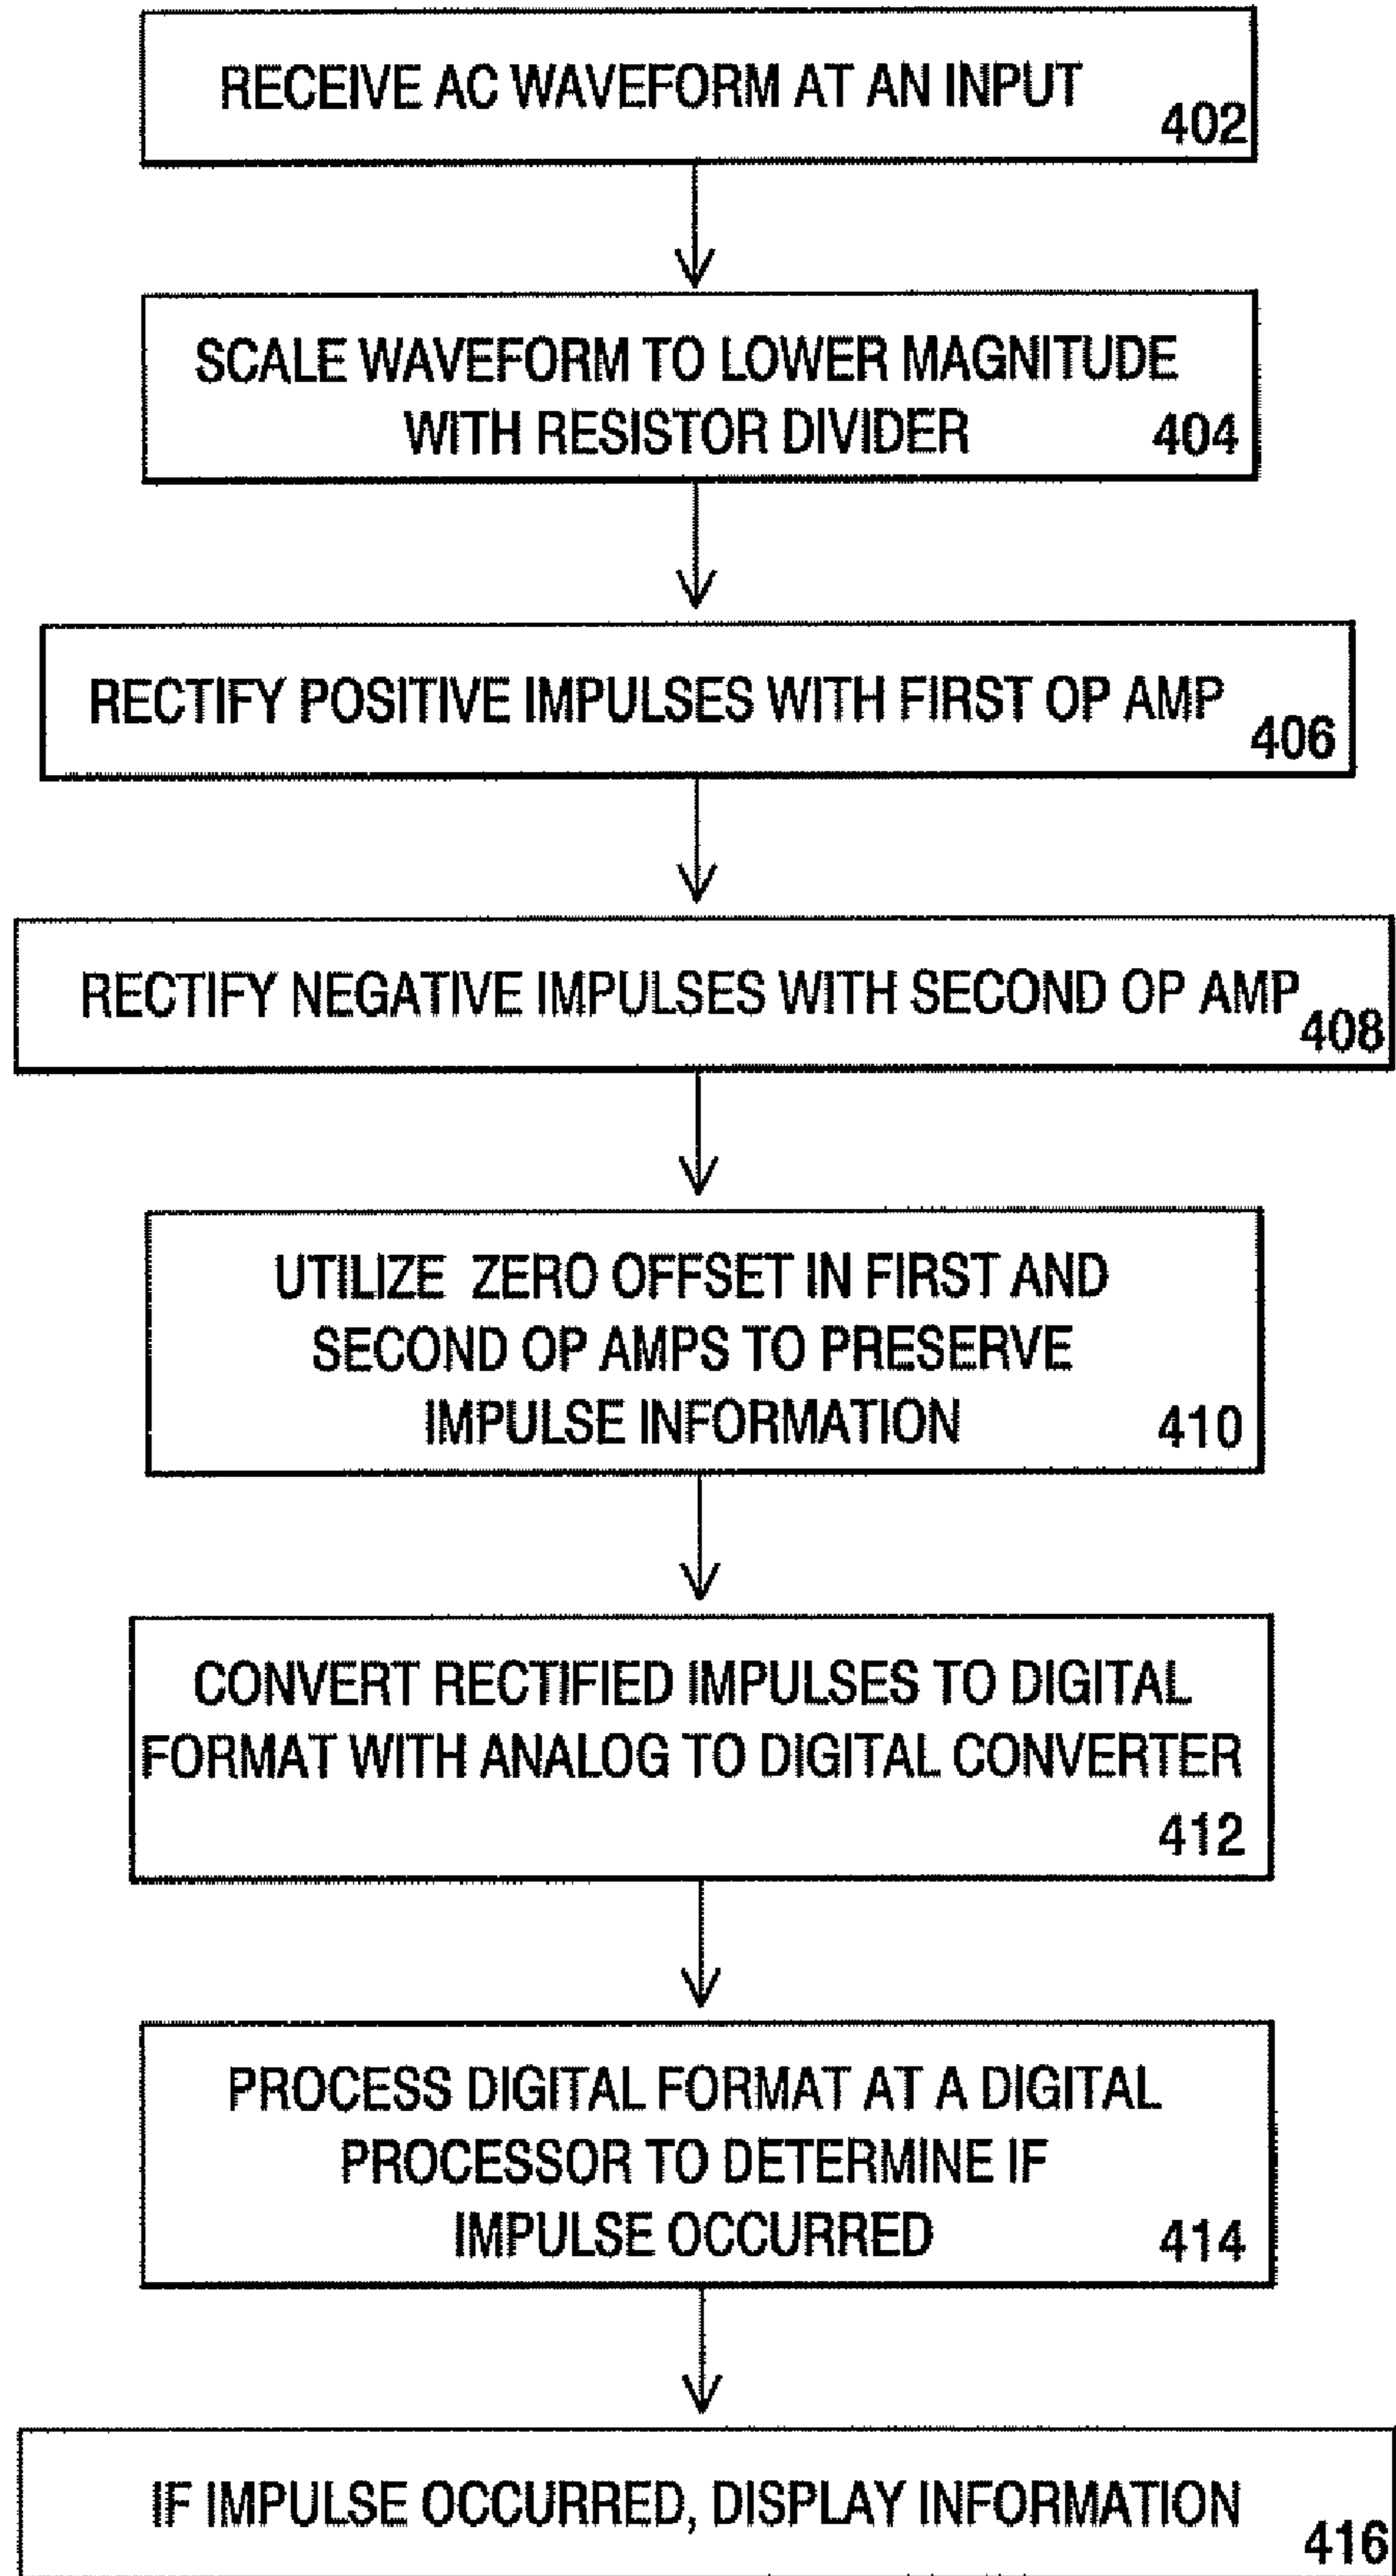 RECEIVE AC WAVEFORM AT AN INPUT
402
SCALE WAVEFORM TO LOWER MAGNITUDE
WITH RESISTOR DIVIDER 404
RECTIFY POSITIVE IMPULSES WITH FIRST OP AMP
406
RECTIFY NEGATIVE IMPULSES WITH SECOND OP AMP
408
UTILIZE ZERO OFFSET IN FIRST AND
SECOND OP AMPS TO PRESERVE
IMPULSE INFORMATION 410
CONVERT RECTIFIED IMPULSES TO DIGITAL
FORMAT WITH ANALOG TO DIGITAL CONVERTER
412
PROCESS DIGITAL FORMAT AT A DIGITAL
PROCESSOR TO DETERMINE IF
IMPULSE OCCURRED 414
IF IMPULSE OCCURRED, DISPLAY INFORMATION
416